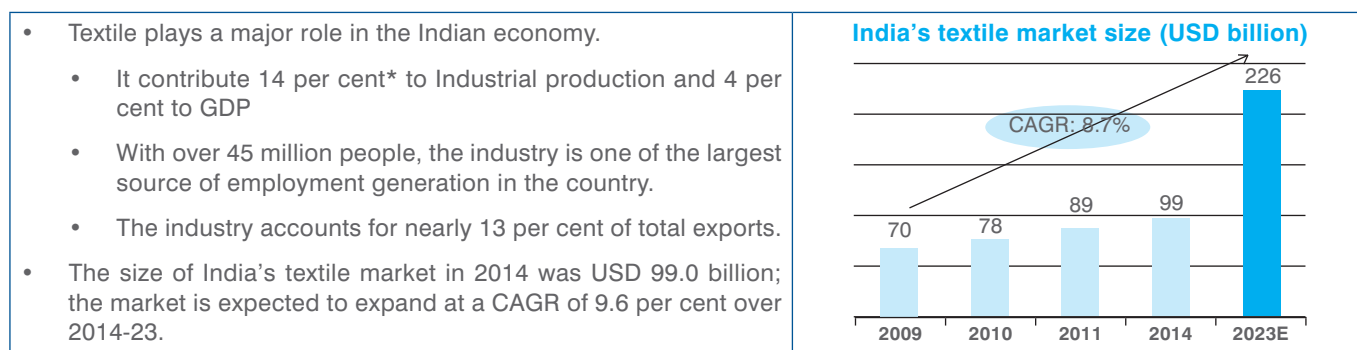 • Textile plays a major role in the Indian economy.
• It contribute 14 per cent* to Industrial production and 4 per
cent to GDP
• With over 45 million people, the industry is one of the largest
source of employment generation in the country.
• The industry accounts for nearly 13 per cent of total exports.
• The size of India's textile market in 2014 was USD 99.0 billion;
the market is expected to expand at a CAGR of 9.6 per cent over
2014-23.
India's textile market size (USD billion)
226
CAGR: 8.7%
70 78 89 99
2009 2010 2011 2014 2023E